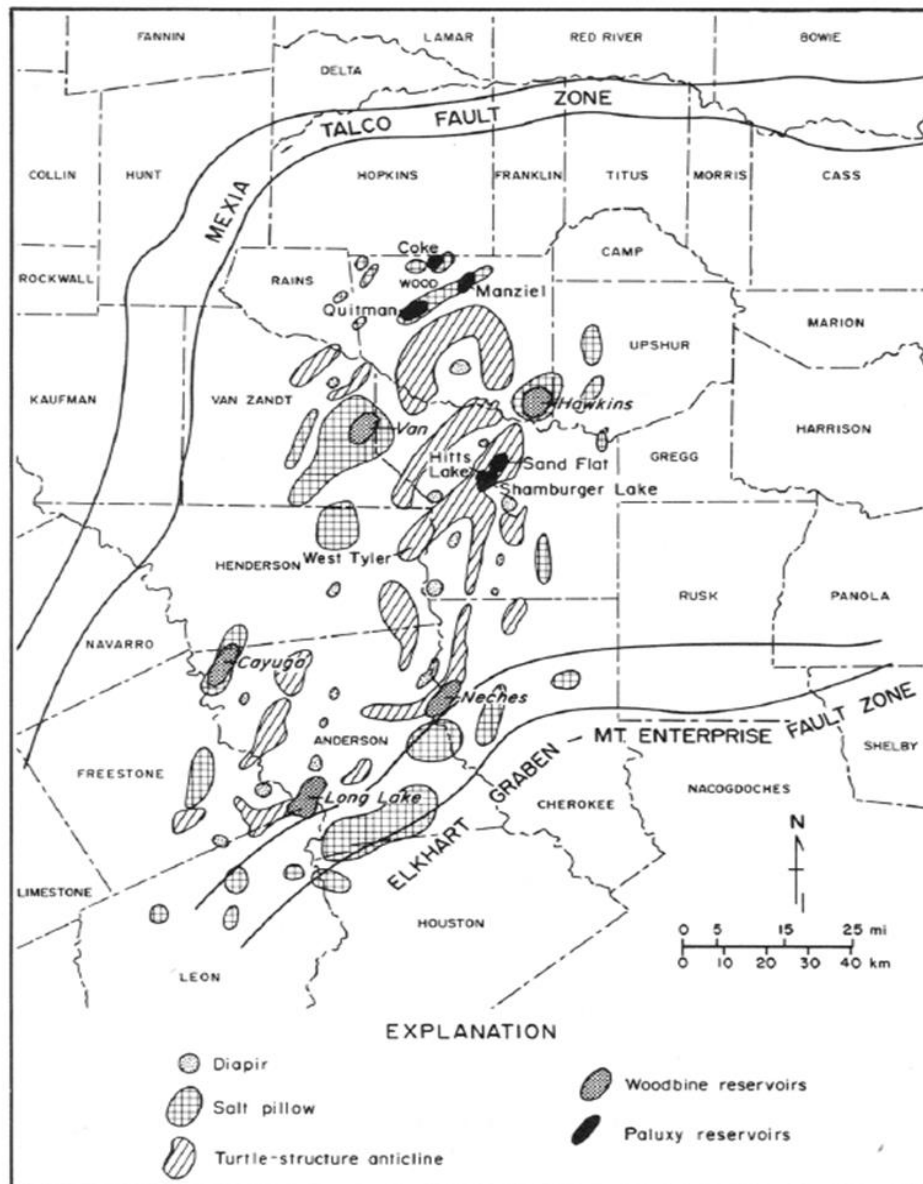 FANNIN
LAMAR
RED RIVER
BOWIE
DELTA
TALCO FAULT ZONE
COLLIN
HUNT
MEXIA
HOPKINS
FRANKLIN
TITUS
MORRIS
CASS
ROCKWALL
RAINS
Coke
WOOD
CAMP
Quitman
Manziel
MARION
UPSHUR
KAUFMAN
VAN ZANDT
Van
Hawkins
HARRISON
Hitts
Lake
Sand Flat
GREGG
Shamburger Lake
West Tyler
HENDERSON
RUSK
PANOLA
NAVARRO
Cayuga
Neches
ANDERSON
ELKHART GRABEN - MT. ENTERPRISE FAULT ZONE
SHELBY
FREESTONE
Long Lake
CHEROKEE
NACOGDOCHES
N
LIMESTONE
HOUSTON
0 5 15 25 mi
0 10 20 30 40 km
LEON
EXPLANATION
Diapir
Salt pillow
Turtle-structure anticline
Woodbine reservoirs
Paluxy reservoirs